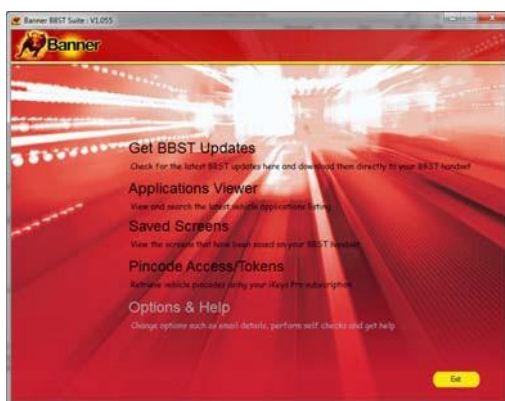 Banner BBST Suite : V1.055
Banner
Get BBST Updates
Check for the latest BBST updates here and download them directly to your BBST handset
Applications Viewer
View and search the latest vehicle applications listing
Saved Screens
View the screens that have been saved on your BBST handset
Pincode Access/Tokens
Retrieve vehicle pincodes using your iKeys Pro subscription
Options & Help
Change options such as email details, perform self checks and get help
Exit